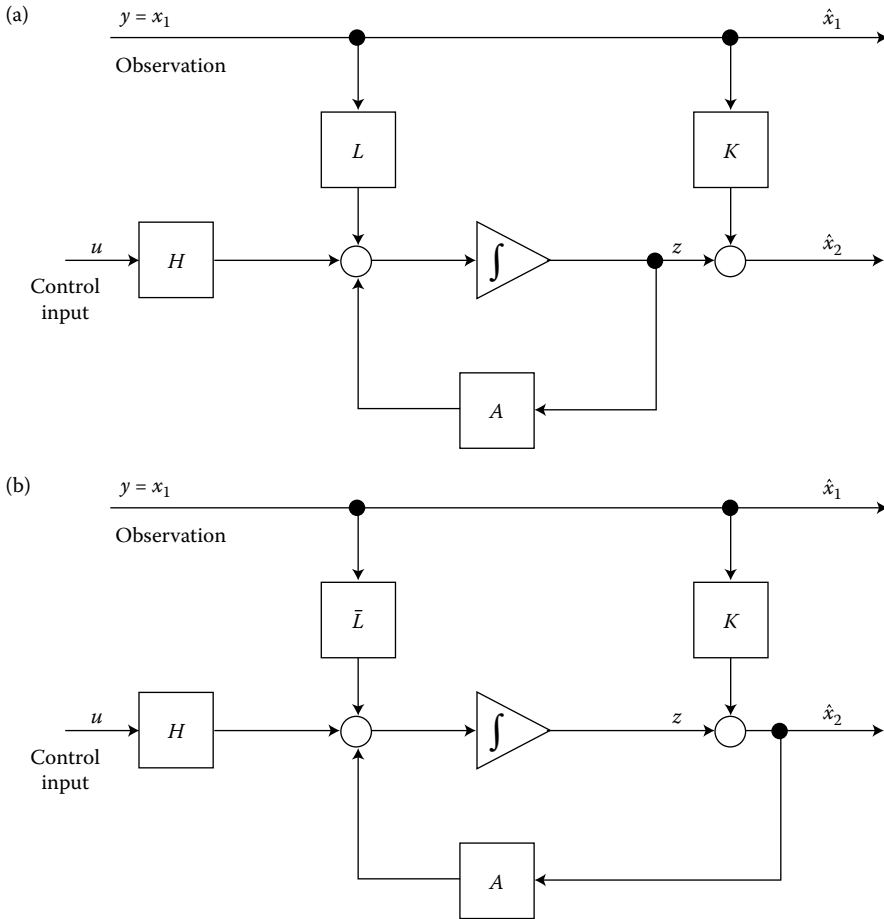 (a)
y = x₁
x̂₁
Observation
L
K
u
H
∫
z
x̂₂
Control
input
A
(b)
y = x₁
x̂₁
Observation
L̄
K
u
H
∫
z
x̂₂
Control
input
A